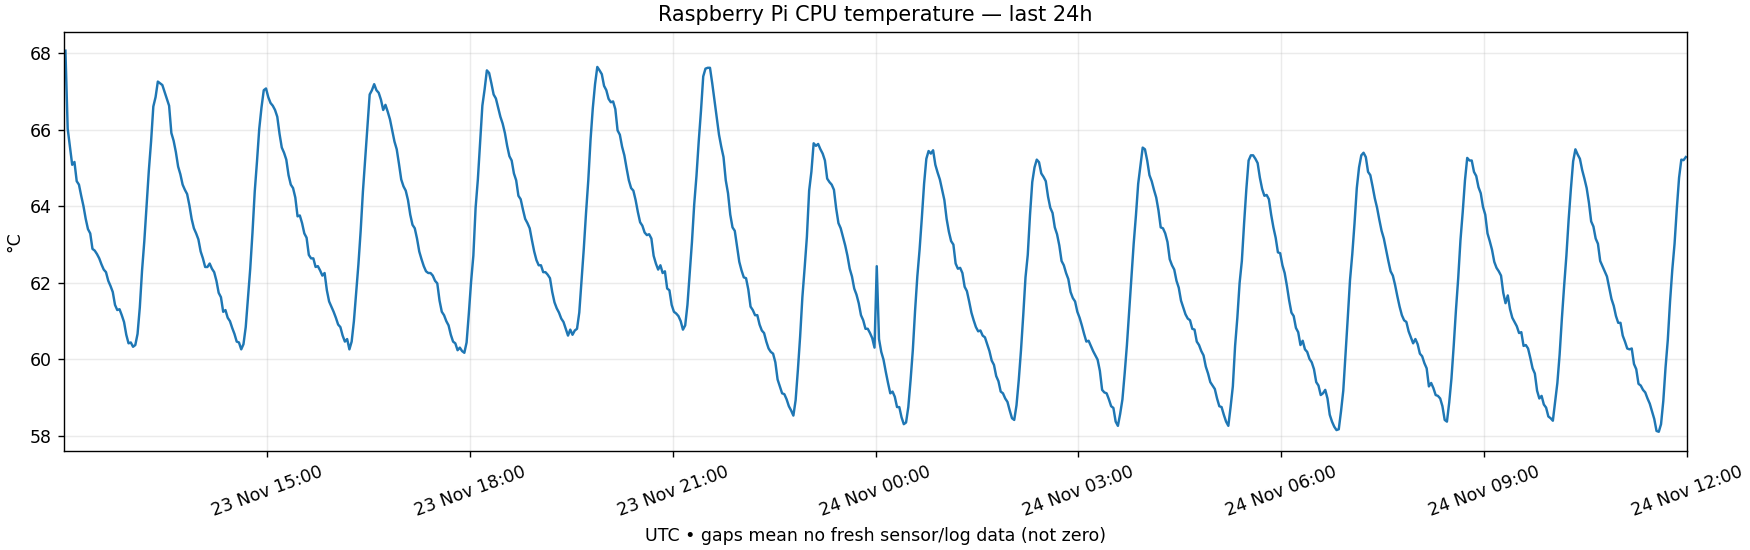 Raspberry Pi CPU temperature — last 24h
68
66
64
62
60
58
°C
23 Nov 15:00
23 Nov 18:00
23 Nov 21:00
24 Nov 00:00
24 Nov 03:00
24 Nov 06:00
24 Nov 09:00
24 Nov 12:00
UTC • gaps mean no fresh sensor/log data (not zero)